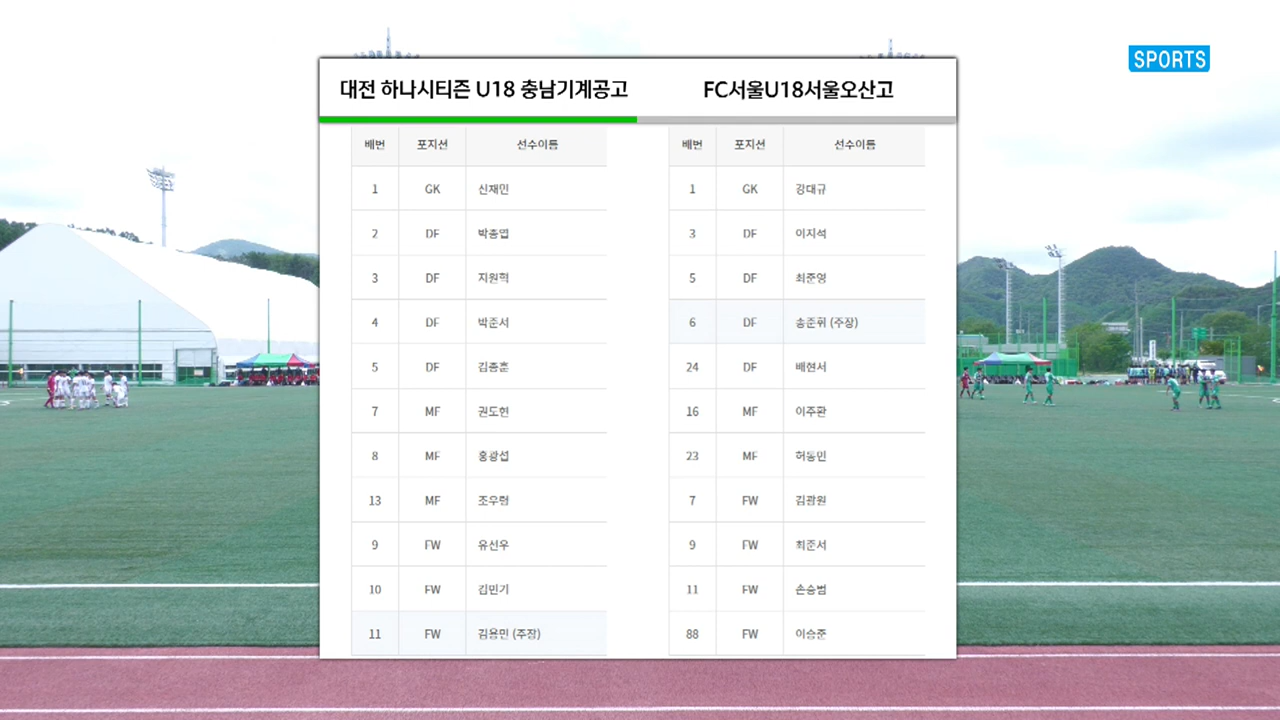 SPORTS
대전 하나시티즌 U18 충남기계공고
FC서울U18서울오산고
배번 포지션 선수이름
1 GK 신재민
2 DF 박종엽
3 DF 지원혁
4 DF 박준서
5 DF 김종훈
7 MF 권도현
8 MF 홍광섭
13 MF 조우령
9 FW 유선우
10 FW 김민기
11 FW 김용민 (주장)
배번 포지션 선수이름
1 GK 강대규
3 DF 이지석
5 DF 최준영
6 DF 송준휘 (주장)
24 DF 배현서
16 MF 이주환
23 MF 허동민
7 FW 김광원
9 FW 최준서
11 FW 손승범
88 FW 이승준